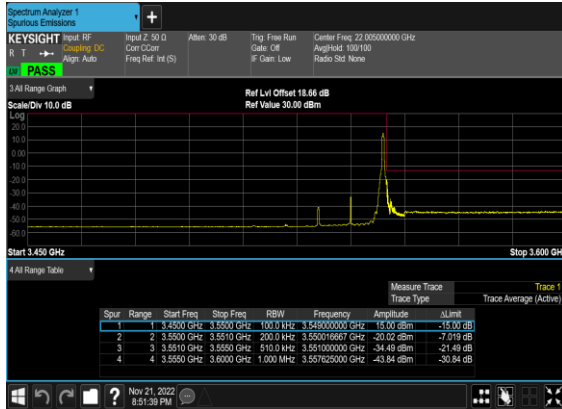 Spectrum Analyzer 1
Spurious Emissions
KEYSIGHT Input: RF Input Z: 50 Ω Atten: 30 dB Trig: Free Run Center Freq: 22.005000000 GHz
R T Coupling: DC Corr CCorr Gate: Off Avg|Hold: 100/100
Align: Auto Freq Ref: Int (S) IF Gain: Low Radio Std: None
PASS
3 All Range Graph Ref Lvl Offset 18.66 dB
Scale/Div 10.0 dB Ref Value 30.00 dBm
Log
20.0
10.0
0.00
-10.0
-20.0
-30.0
-40.0
-50.0
-60.0
Start 3.450 GHz Stop 3.600 GH
4 All Range Table
Measure Trace Trace 1
Trace Type Trace Average (Active)
Spur Range Start Freq Stop Freq RBW Frequency Amplitude ΔLimit
1 1 3.4500 GHz 3.5500 GHz 100.0 kHz 3.549000000 GHz 15.00 dBm -15.00 dB
2 2 3.5500 GHz 3.5510 GHz 200.0 kHz 3.550016667 GHz -20.02 dBm -7.019 dB
3 3 3.5510 GHz 3.5550 GHz 510.0 kHz 3.551000000 GHz -34.49 dBm -21.49 dB
4 4 3.5550 GHz 3.6000 GHz 1.000 MHz 3.557625000 GHz -43.84 dBm -30.84 dB
? Nov 21, 2022
8:51:39 PM